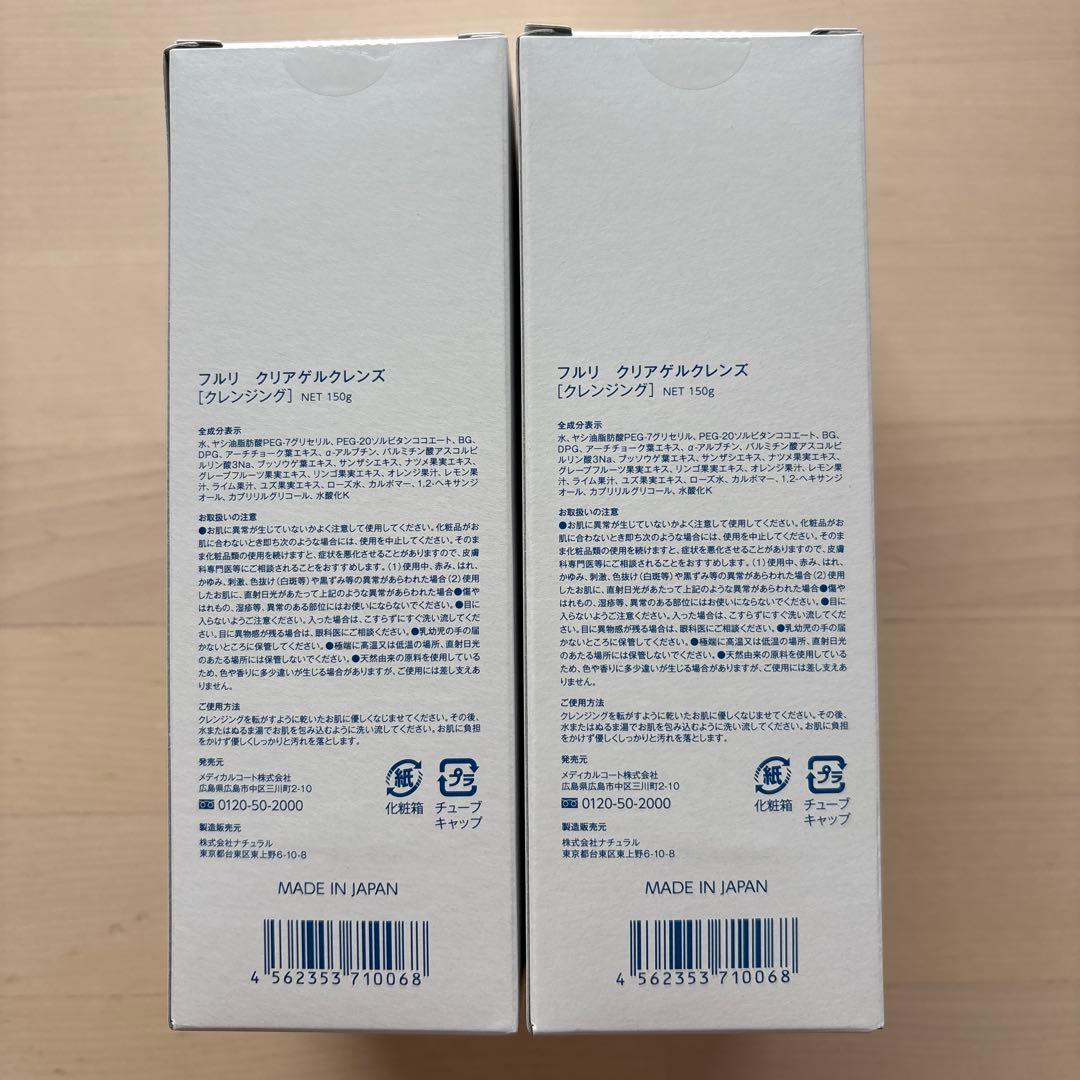 フルリ　クリアゲルクレンズ
［クレンジング］ NET 150g
全成分表示
水、ヤシ油脂肪酸PEG-7グリセリル、PEG-20ソルビタンココエート、BG、
DPG、アーチチョーク葉エキス、α-アルブチン、パルミチン酸アスコルビ
ルリン酸3Na、ブッソウゲ葉エキス、サンザシエキス、ナツメ果実エキス、
グレープフルーツ果実エキス、リンゴ果実エキス、オレンジ果汁、レモン果
汁、ライム果汁、ユズ果実エキス、ローズ水、カルボマー、1,2-ヘキサンジ
オール、カプリリルグリコール、水酸化K
お取扱いの注意
●お肌に異常が生じていないかよく注意して使用してください。化粧品がお
肌に合わないとき即ち次のような場合には、使用を中止してください。そのま
ま化粧品類の使用を続けますと、症状を悪化させることがありますので、皮膚
科専門医等にご相談されることをおすすめします。（1）使用中、赤み、はれ、
かゆみ、刺激、色抜け（白斑等）や黒ずみ等の異常があらわれた場合（2）使用
したお肌に、直射日光があたって上記のような異常があらわれた場合●傷や
はれもの、湿疹等、異常のある部位にはお使いにならないでください。●目に
入らないようご注意ください。入った場合は、こすらずにすぐ洗い流してくだ
さい。目に異物感が残る場合は、眼科医にご相談ください。●乳幼児の手の届
かないところに保管してください。●極端に高温又は低温の場所、直射日光
のあたる場所には保管しないでください。●天然由来の原料を使用している
ため、色や香りに多少違いが生じる場合がありますが、ご使用には差し支えあ
りません。
ご使用方法
クレンジングを転がすように乾いたお肌に優しくなじませてください。その後、
水またはぬるま湯でお肌を包み込むように洗い流してください。お肌に負担
をかけず優しくしっかりと汚れを落とします。
発売元
メディカルコート株式会社
広島県広島市中区三川町2-10
0120-50-2000
紙
化粧箱
プラ
チューブ
キャップ
製造販売元
株式会社ナチュラル
東京都台東区東上野6-10-8
MADE IN JAPAN
4 562353 710068
フルリ　クリアゲルクレンズ
［クレンジング］ NET 150g
全成分表示
水、ヤシ油脂肪酸PEG-7グリセリル、PEG-20ソルビタンココエート、BG、
DPG、アーチチョーク葉エキス、α-アルブチン、パルミチン酸アスコルビ
ルリン酸3Na、ブッソウゲ葉エキス、サンザシエキス、ナツメ果実エキス、
グレープフルーツ果実エキス、リンゴ果実エキス、オレンジ果汁、レモン果
汁、ライム果汁、ユズ果実エキス、ローズ水、カルボマー、1,2-ヘキサンジ
オール、カプリリルグリコール、水酸化K
お取扱いの注意
●お肌に異常が生じていないかよく注意して使用してください。化粧品がお
肌に合わないとき即ち次のような場合には、使用を中止してください。そのま
ま化粧品類の使用を続けますと、症状を悪化させることがありますので、皮膚
科専門医等にご相談されることをおすすめします。（1）使用中、赤み、はれ、
かゆみ、刺激、色抜け（白斑等）や黒ずみ等の異常があらわれた場合（2）使用
したお肌に、直射日光があたって上記のような異常があらわれた場合●傷や
はれもの、湿疹等、異常のある部位にはお使いにならないでください。●目に
入らないようご注意ください。入った場合は、こすらずにすぐ洗い流してくだ
さい。目に異物感が残る場合は、眼科医にご相談ください。●乳幼児の手の届
かないところに保管してください。●極端に高温又は低温の場所、直射日光
のあたる場所には保管しないでください。●天然由来の原料を使用している
ため、色や香りに多少違いが生じる場合がありますが、ご使用には差し支えあ
りません。
ご使用方法
クレンジングを転がすように乾いたお肌に優しくなじませてください。その後、
水またはぬるま湯でお肌を包み込むように洗い流してください。お肌に負担
をかけず優しくしっかりと汚れを落とします。
発売元
メディカルコート株式会社
広島県広島市中区三川町2-10
0120-50-2000
紙
化粧箱
プラ
チューブ
キャップ
製造販売元
株式会社ナチュラル
東京都台東区東上野6-10-8
MADE IN JAPAN
4 562353 710068